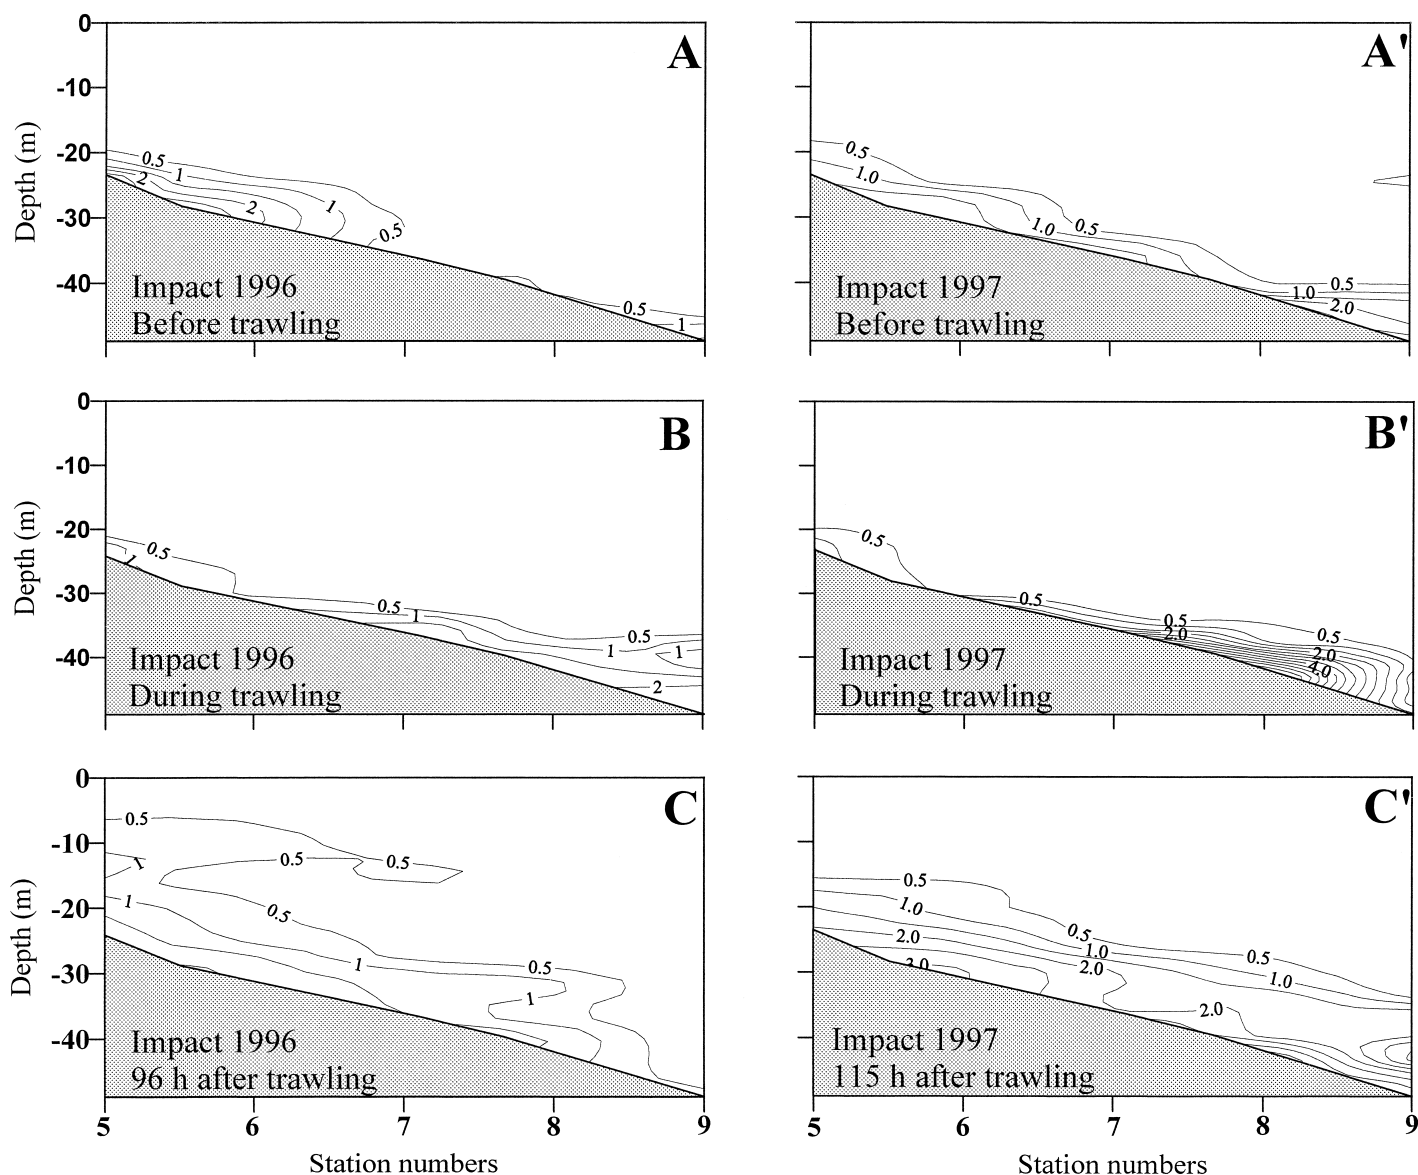 0
A
-10
Depth (m)
-20
0.5
1
2
2
1
-30
0.5
-40
Impact 1996
Before trawling
0.5
1
A'
0.5
1.0
1.0
0.5
Impact 1997
Before trawling
0.5
1.0
2.0
0
B
-10
Depth (m)
-20
0.5
1
-30
0.5
1
0.5
1
1
-40
Impact 1996
During trawling
2
B'
0.5
0.5
0.5
2.0
0.5
2.0
4.0
Impact 1997
During trawling
0
C
0.5
-10
1
0.5
0.5
Depth (m)
-20
1
0.5
-30
1
0.5
1
-40
Impact 1996
96 h after trawling
5 6 7 8 9
Station numbers
C'
0.5
1.0
0.5
2.0
1.0
0.5
3.0
2.0
1.0
2.0
Impact 1997
115 h after trawling
5 6 7 8 9
Station numbers